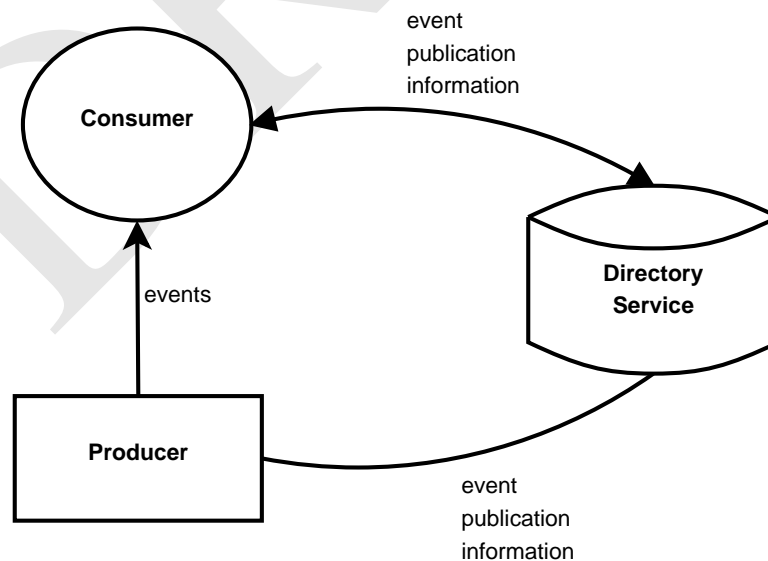 event
publication
information
Consumer
Directory
Service
events
Producer
event
publication
information